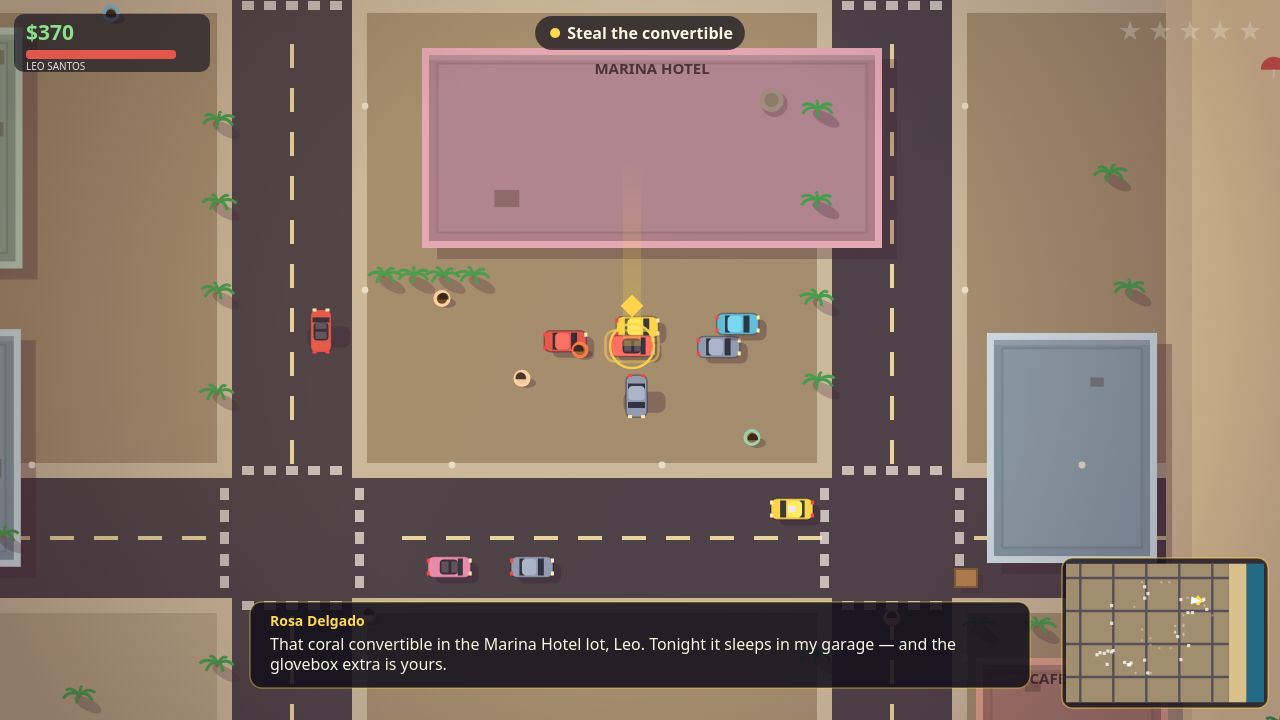 $370
LEO SANTOS
Steal the convertible
MARINA HOTEL
Rosa Delgado
That coral convertible in the Marina Hotel lot, Leo. Tonight it sleeps in my garage — and the
glovebox extra is yours.